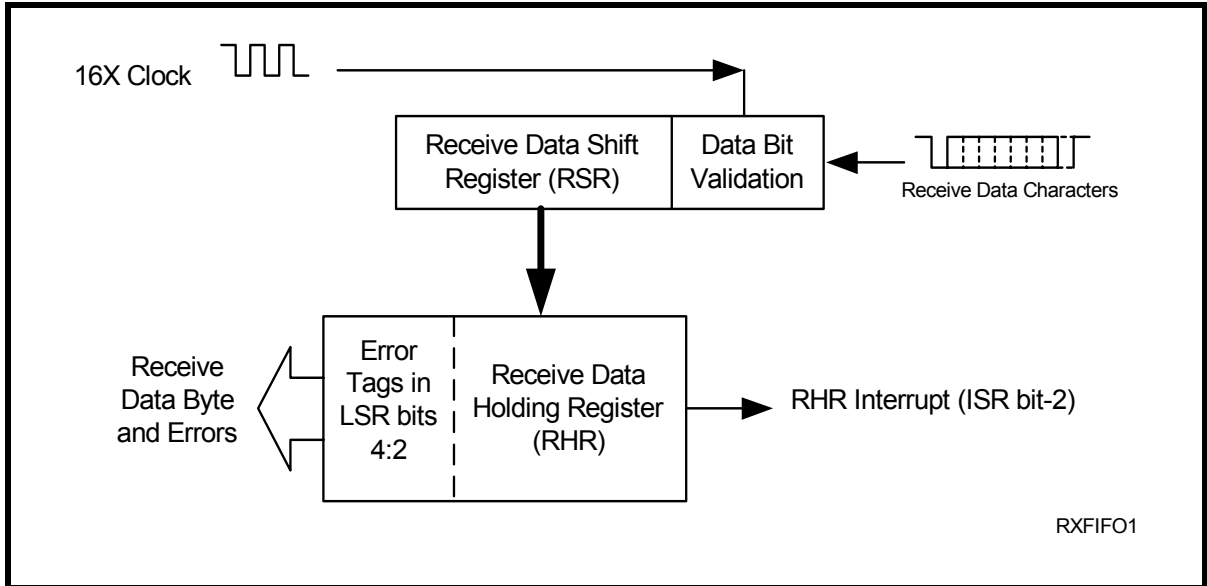 16X Clock
Receive Data Shift
Register (RSR)
Data Bit
Validation
Receive Data Characters
Receive
Data Byte
and Errors
Error
Tags in
LSR bits
4:2
Receive Data
Holding Register
(RHR)
RHR Interrupt (ISR bit-2)
RXFIFO1